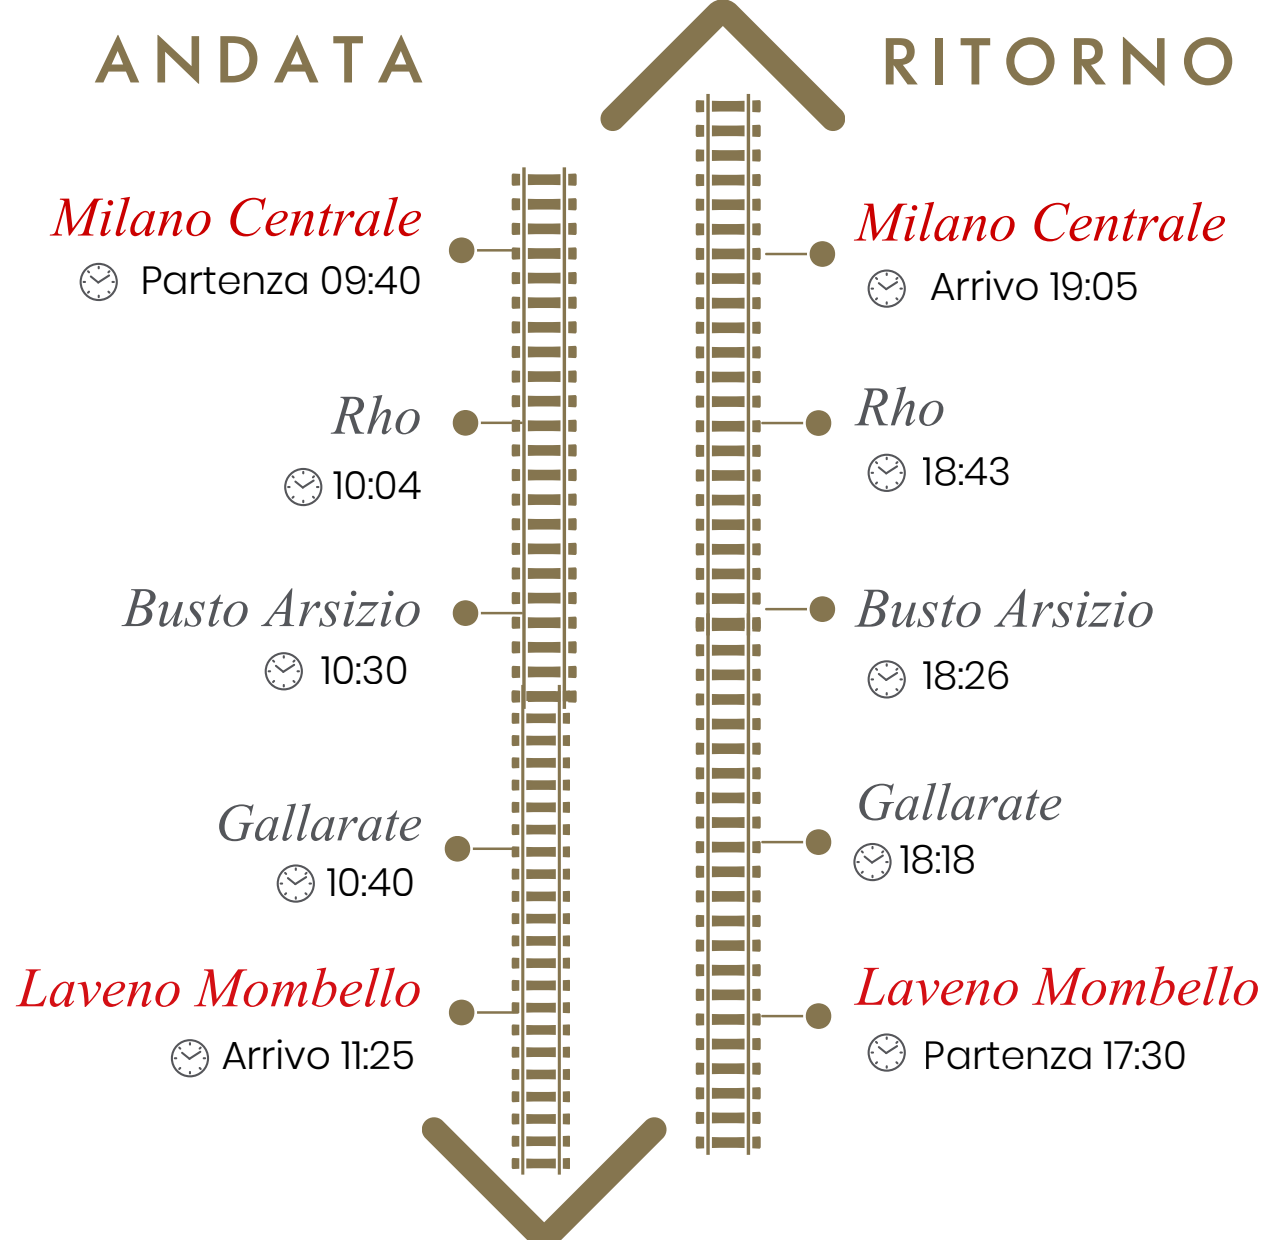 ANDATA
Milano Centrale
Partenza 09:40
Rho
10:04
Busto Arsizio
10:30
Gallarate
10:40
Laveno Mombello
Arrivo 11:25
RITORNO
Milano Centrale
Arrivo 19:05
Rho
18:43
Busto Arsizio
18:26
Gallarate
18:18
Laveno Mombello
Partenza 17:30